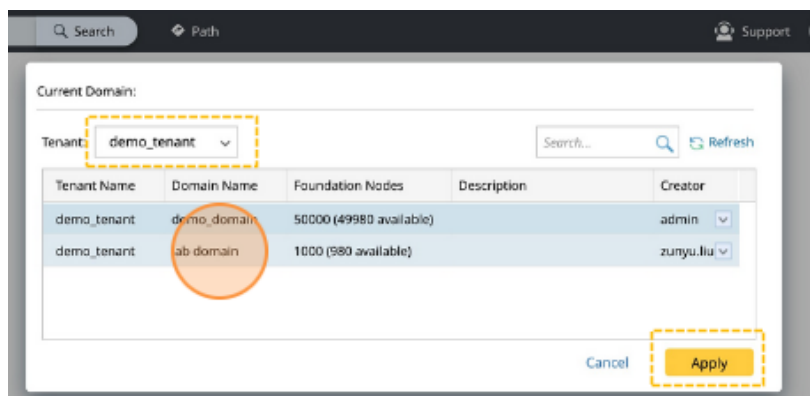 Search Path Support
Current Domain:
Tenant: demo_tenant Search... Refresh
Tenant Name Domain Name Foundation Nodes Description Creator
demo_tenant demo_domain 50000 (49980 available) admin
demo_tenant lab domain 1000 (980 available) zunyu.liu
Cancel Apply